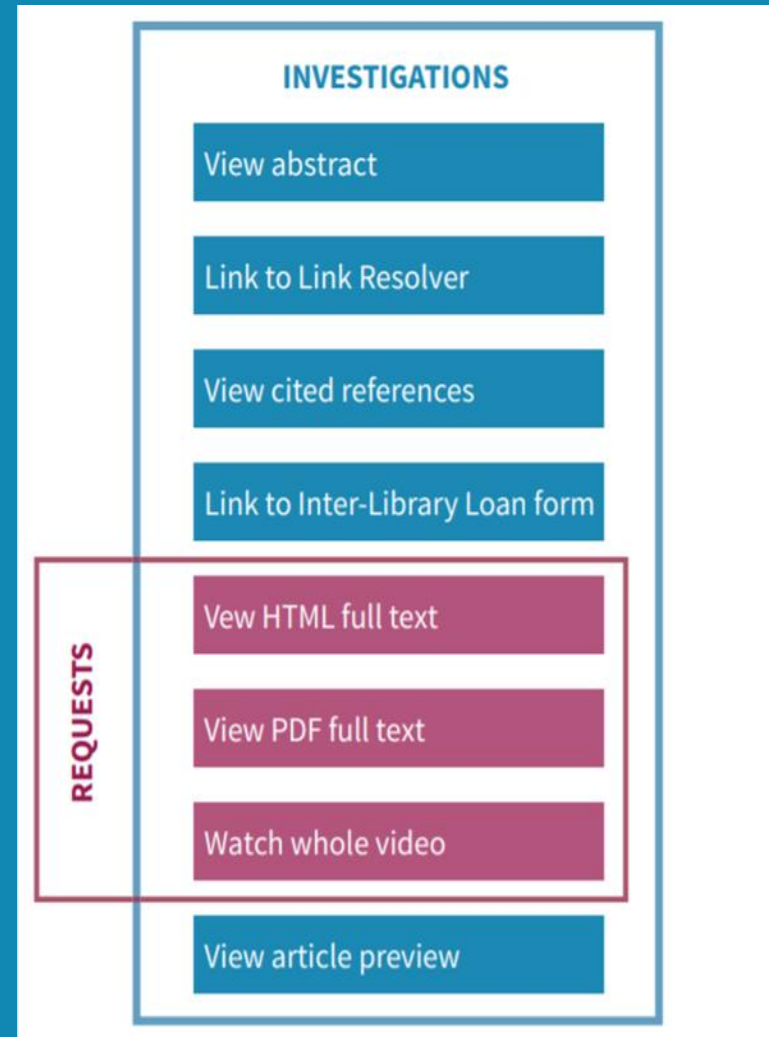 INVESTIGATIONS
View abstract
Link to Link Resolver
View cited references
Link to Inter-Library Loan form
REQUESTS
Vew HTML full text
View PDF full text
Watch whole video
View article preview